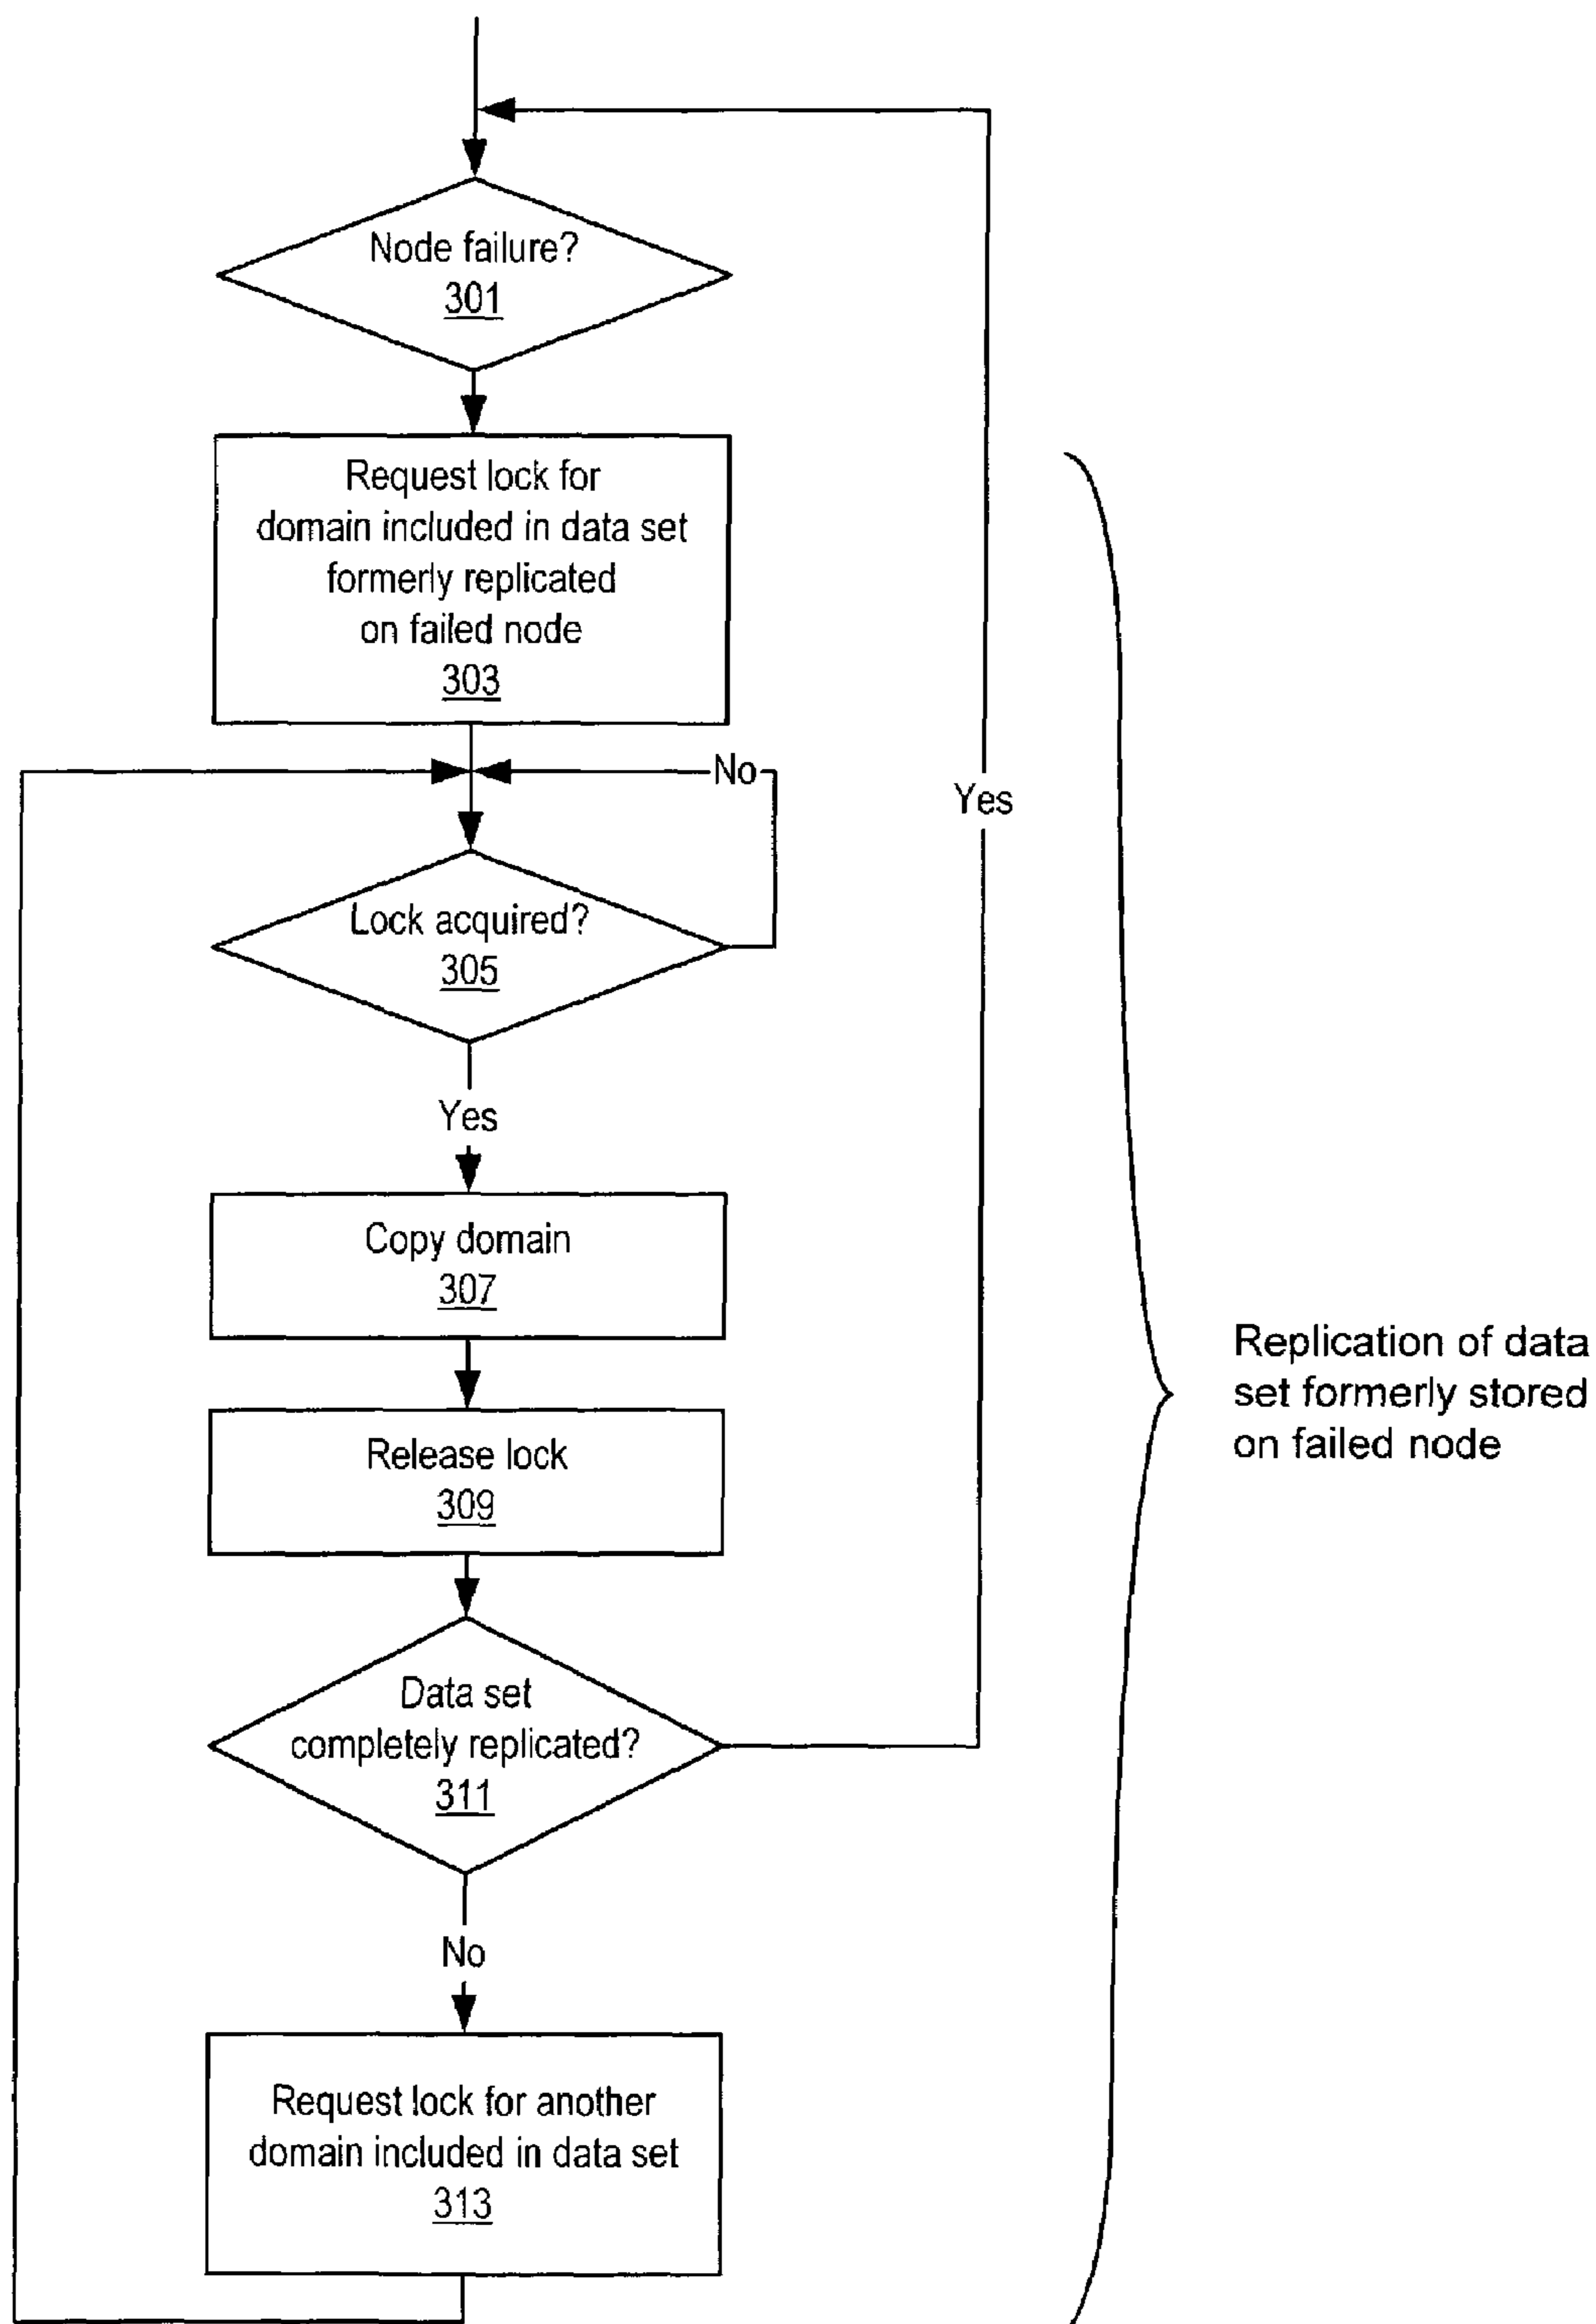 Node failure?
301
Request lock for
domain included in data set
formerly replicated
on failed node
303
No
Yes
Lock acquired?
305
Yes
Copy domain
307
Replication of data
set formerly stored
on failed node
Release lock
309
Data set
completely replicated?
311
No
Request lock for another
domain included in data set
313